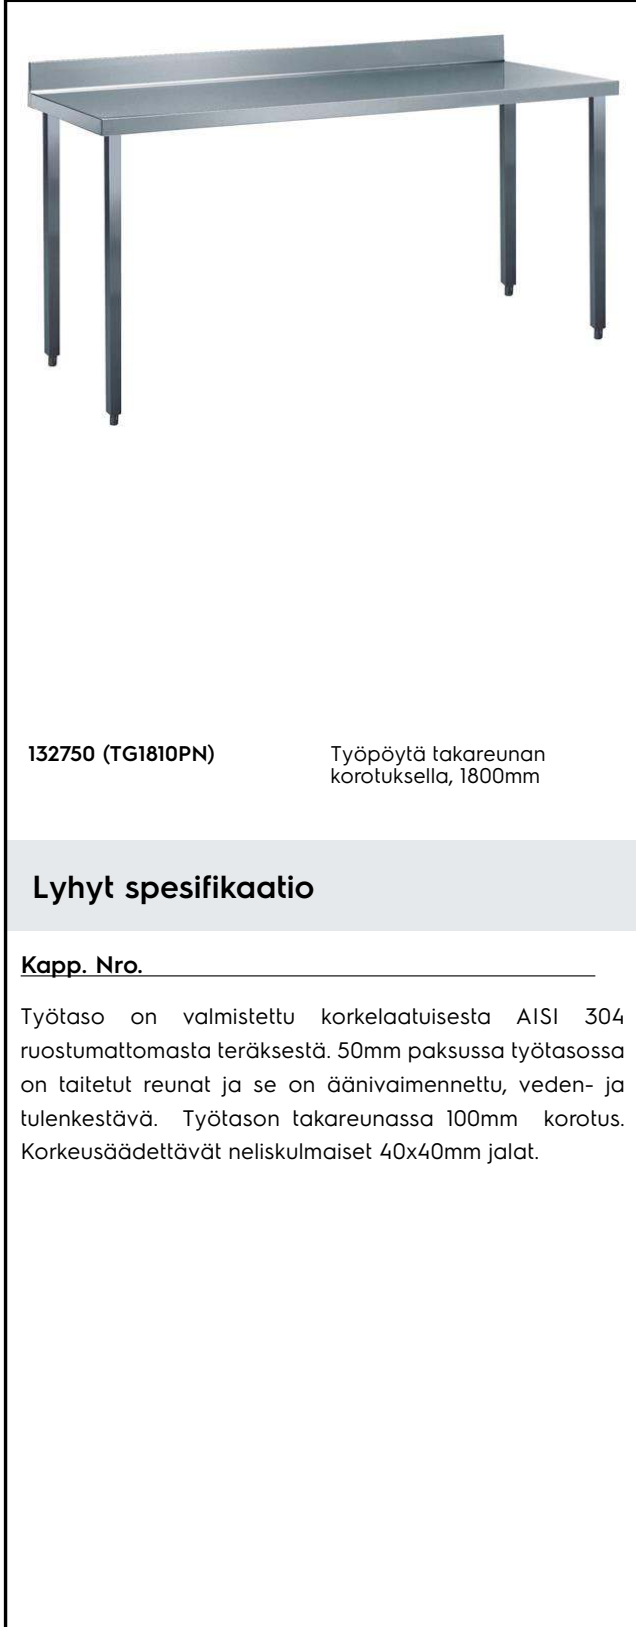 132750 (TG1810PN)
Työpöytä takareunan
korotuksella, 1800mm
Lyhyt spesifikaatio
Kapp. Nro.
Työtaso on valmistettu korkelaatuisesta AISI 304
ruostumattomasta teräksestä. 50mm paksussa työtasossa
on taitetut reunat ja se on äänivaimennettu, veden- ja
tulenkestävä. Työtason takareunassa 100mm korotus.
Korkeusäädettävät neliskulmaiset 40x40mm jalat.